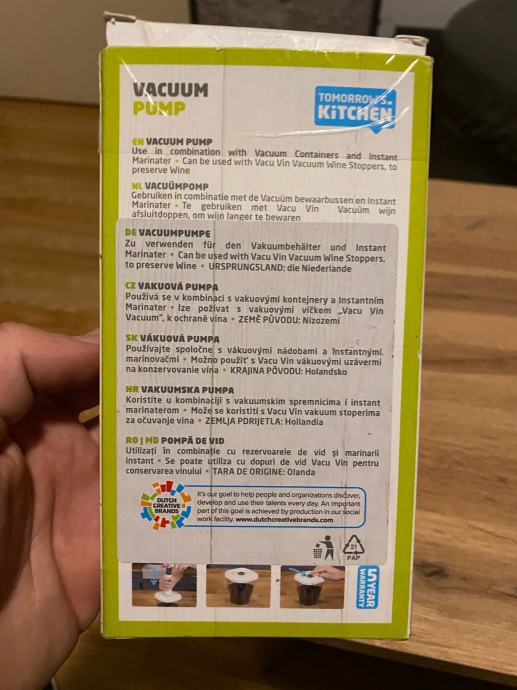 VACUUM
PUMP
TOMORROW'S
KiTCHEN
EN VACUUM PUMP
Use in combination with Vacuum Containers and Instant
Marinater • Can be used with Vacu Vin Vacuum Wine Stoppers, to
preserve Wine
NL VACUÜMPOMP
Gebruiken in combinatie met de Vacuüm bewaarbussen en Instant
Marinater • Te gebruiken met Vacu Vin Vacuüm wijn
afsluitdoppen, om wijn langer te bewaren
DE VACUUMPUMPE
Zu verwenden für den Vakuumbehälter und Instant
Marinater • Can be used with Vacu Vin Vacuum Wine Stoppers,
to preserve Wine • URSPRUNGSLAND: die Niederlande
CZ VAKUOVÁ PUMPA
Používá se v kombinaci s vakuovými kontejnery a Instantním
Marinater • lze požívat s vakuovými víčkem „Vacu Vin
Vacuum“, k ochraně vína • ZEMĚ PŮVODU: Nizozemí
SK VÁKUOVÁ PUMPA
Používajte spoločne s vákuovými nádobami a instantnými
marinovačmi • Možno použiť s Vacu Vin vákuovými uzávermi
na konzervovanie vína • KRAJINA PÔVODU: Holandsko
HR VAKUUMSKA PUMPA
Koristite u kombinaciji s vakuumskim spremnicima i instant
marinaterom • Može se koristiti s Vacu Vin vakuum stoperima
za očuvanje vina • ZEMLJA PDRIJETLA: Hollandia
RO | MD POMPĂ DE VID
Utilizați în combinație cu rezervoarele de vid și marinarii
instant • Se poate utiliza cu dopuri de vid Vacu Vin pentru
conservarea vinului • TARA DE ORIGINE: Olanda
DUTCH
CREATIVE
BRANDS
It's our goal to help people and organizations discover,
develop and use their talents every day. An important
part of this goal is achieved by production in our social
work facility. www.dutchcreativebrands.com
21
PAP
5 YEAR
WARRANTY